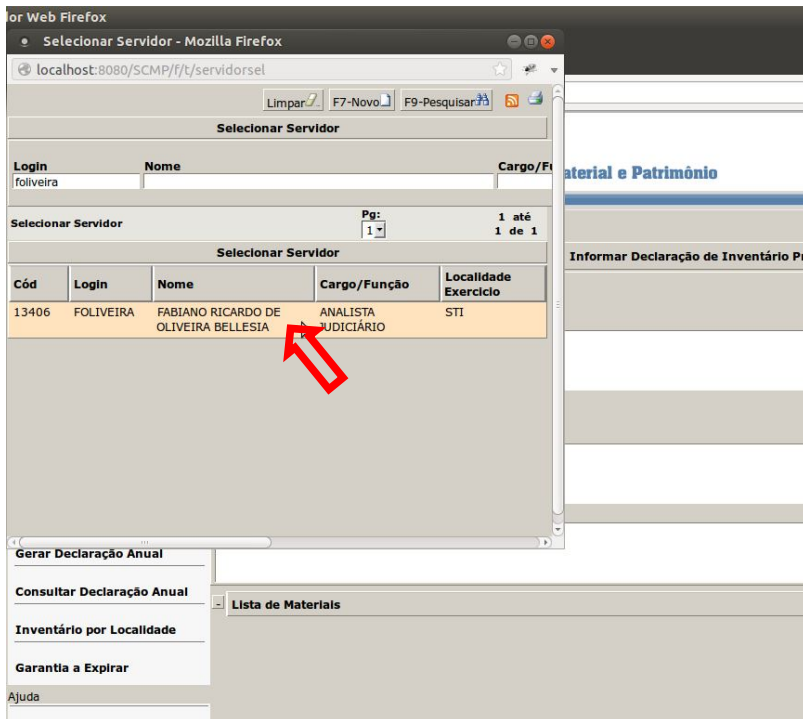 dor Web Firefox
Selecionar Servidor - Mozilla Firefox
localhost:8080/SCMP/f/t/servidorsel
Limpar F7-Novo F9-Pesquisar
Selecionar Servidor
Login Nome Cargo/Fu
foliveira
aterial e Patrimônio
Selecionar Servidor Pg: 1 até
1 1 de 1
Selecionar Servidor
Informar Declaração de Inventário Pr
Cód Login Nome Cargo/Função Localidade
Exercicio
13406 FOLIVEIRA FABIANO RICARDO DE ANALISTA STI
OLIVEIRA BELLESIA JUDICIÁRIO
Gerar Declaração Anual
Consultar Declaração Anual
- Lista de Materiais
Inventário por Localidade
Garantia a Expirar
Ajuda